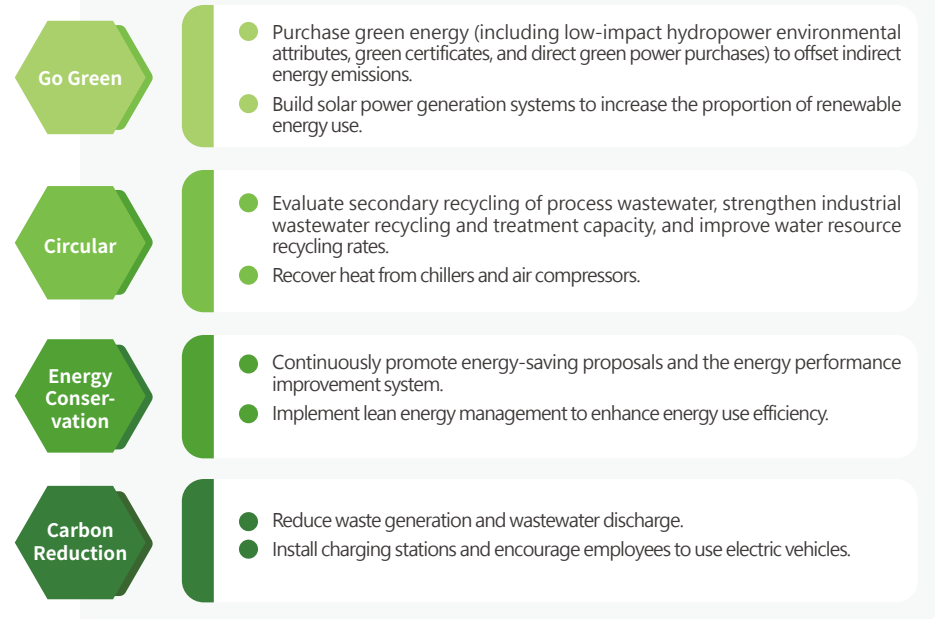 Go Green
Purchase green energy (including low-impact hydropower environmental
attributes, green certificates, and direct green power purchases) to offset indirect
energy emissions.
Build solar power generation systems to increase the proportion of renewable
energy use.
Circular
Evaluate secondary recycling of process wastewater, strengthen industrial
wastewater recycling and treatment capacity, and improve water resource
recycling rates.
Recover heat from chillers and air compressors.
Energy
Conser-
vation
Continuously promote energy-saving proposals and the energy performance
improvement system.
Implement lean energy management to enhance energy use efficiency.
Carbon
Reduction
Reduce waste generation and wastewater discharge.
Install charging stations and encourage employees to use electric vehicles.